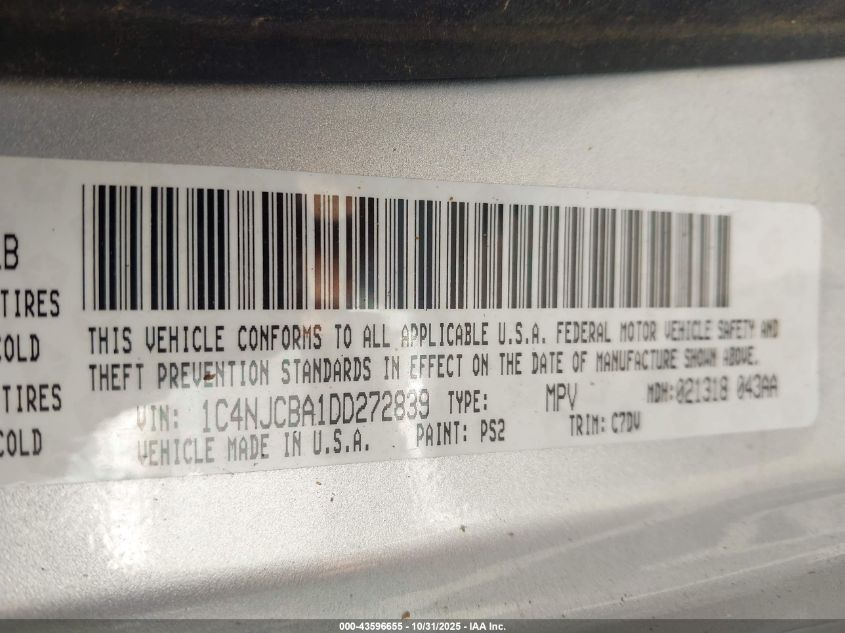 B
TIRES
COLD
TIRES
COLD
THIS VEHICLE CONFORMS TO ALL APPLICABLE U.S.A. FEDERAL MOTOR VEHICLE SAFETY AND
THEFT PREVENTION STANDARDS IN EFFECT ON THE DATE OF MANUFACTURE SHOWN ABOVE.
VIN: 1C4NJCBA1DD272839 TYPE: MPV MDH:021318 043AA
VEHICLE MADE IN U.S.A. PAINT: PS2 TRIM: C7DV
000-43596655 - 10/31/2025 - IAA Inc.